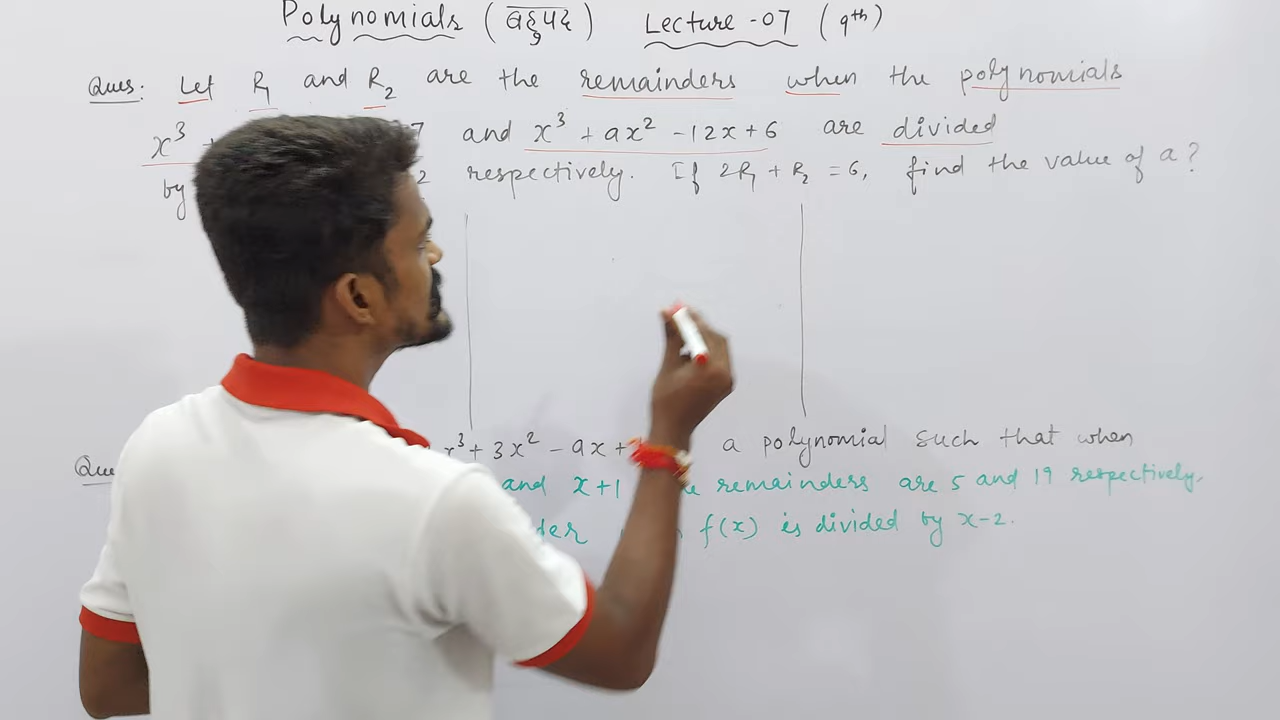 Polynomials (बहुपद) Lecture-07 (9th)
Ques: Let R1 and R2 are the remainders when the polynomials
x³ + 7 and x³ + ax² - 12x + 6 are divided
by 2 respectively. If 2R1 + R2 = 6, find the value of a?
x³ + 3x² - ax + a polynomial such that when
and x+1 remainders are 5 and 19 respectively.
f(x) is divided by x-2.